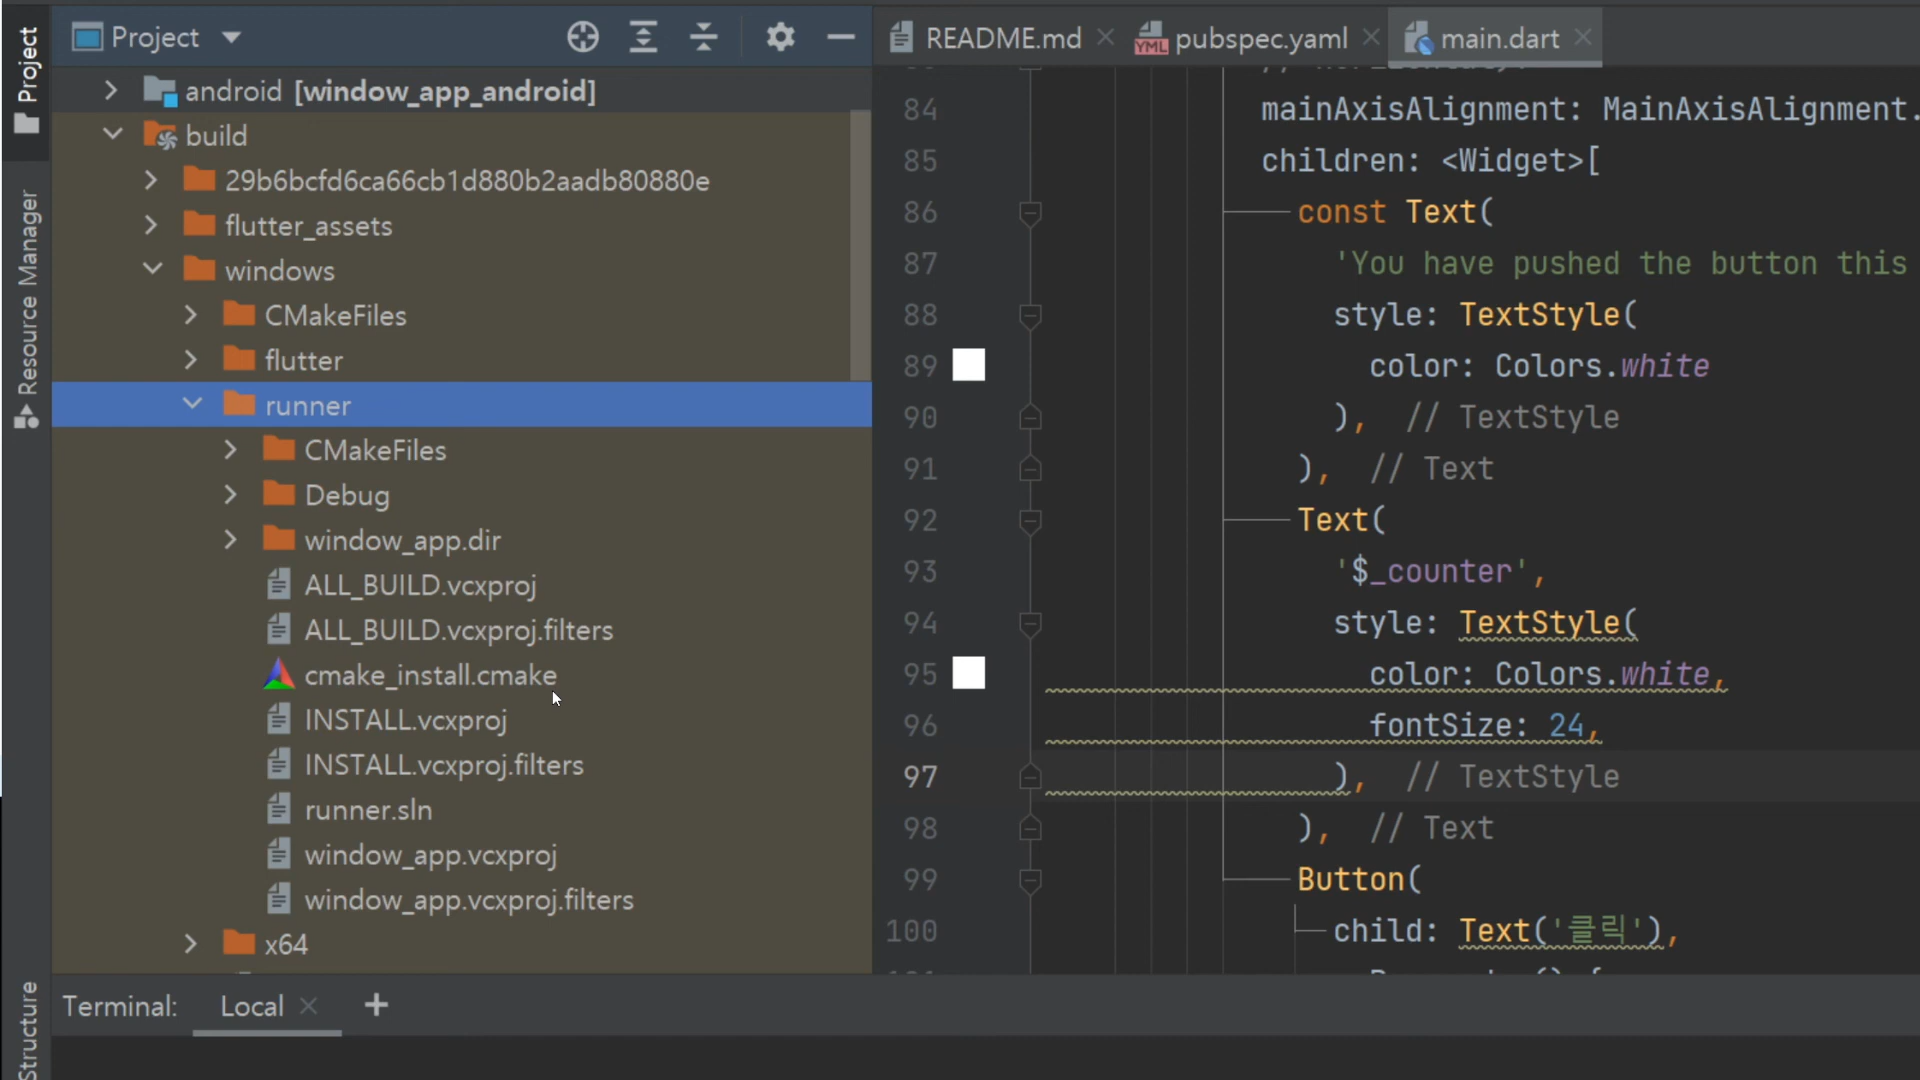 Project
Resource Manager
Structure
Project
README.md
YML
pubspec.yaml
main.dart
android [window_app_android]
build
29b6bcfd6ca66cb1d880b2aadb80880e
flutter_assets
windows
CMakeFiles
flutter
runner
CMakeFiles
Debug
window_app.dir
ALL_BUILD.vcxproj
ALL_BUILD.vcxproj.filters
cmake_install.cmake
INSTALL.vcxproj
INSTALL.vcxproj.filters
runner.sln
window_app.vcxproj
window_app.vcxproj.filters
x64
84 mainAxisAlignment: MainAxisAlignment.
85 children: <Widget>[
86 const Text(
87 'You have pushed the button this
88 style: TextStyle(
89 color: Colors.white
90 ), // TextStyle
91 ), // Text
92 Text(
93 '$_counter',
94 style: TextStyle(
95 color: Colors.white,
96 fontSize: 24,
97 ), // TextStyle
98 ), // Text
99 Button(
100 child: Text('클릭'),
Terminal:
Local